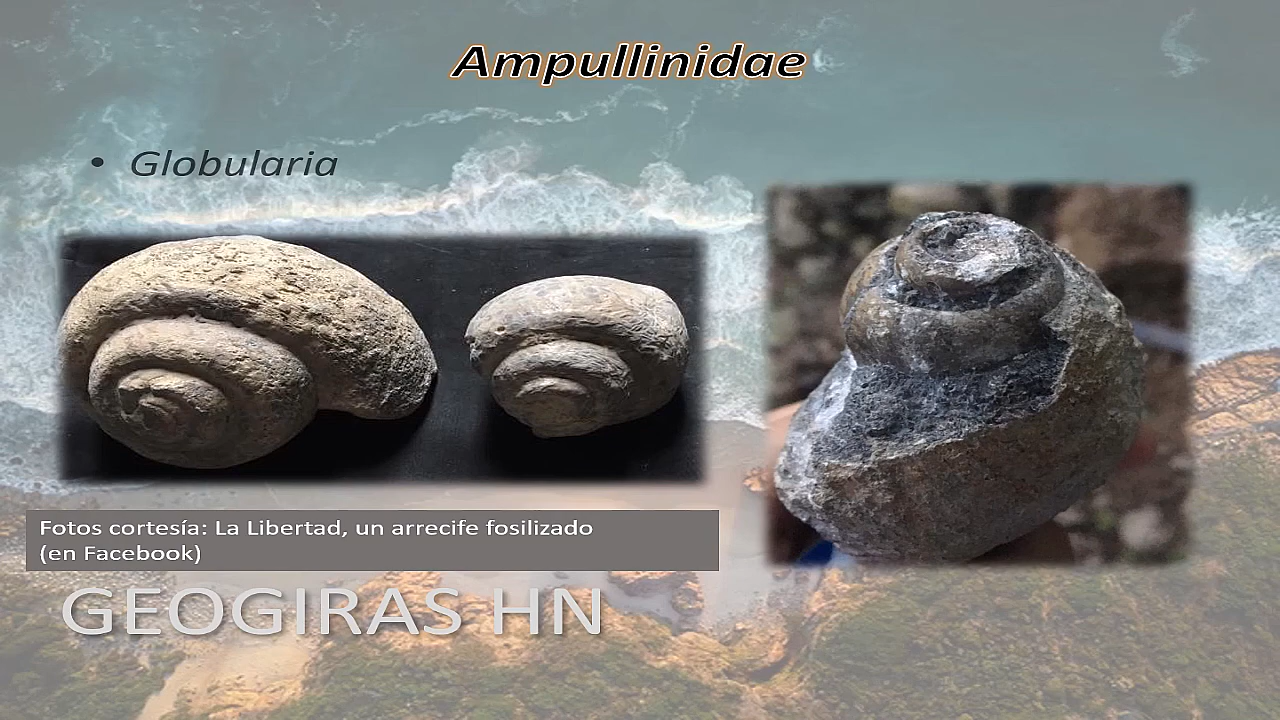 Ampullinidae
• Globularia
Fotos cortesía: La Libertad, un arrecife fosilizado
(en Facebook)
GEOGIRAS HN